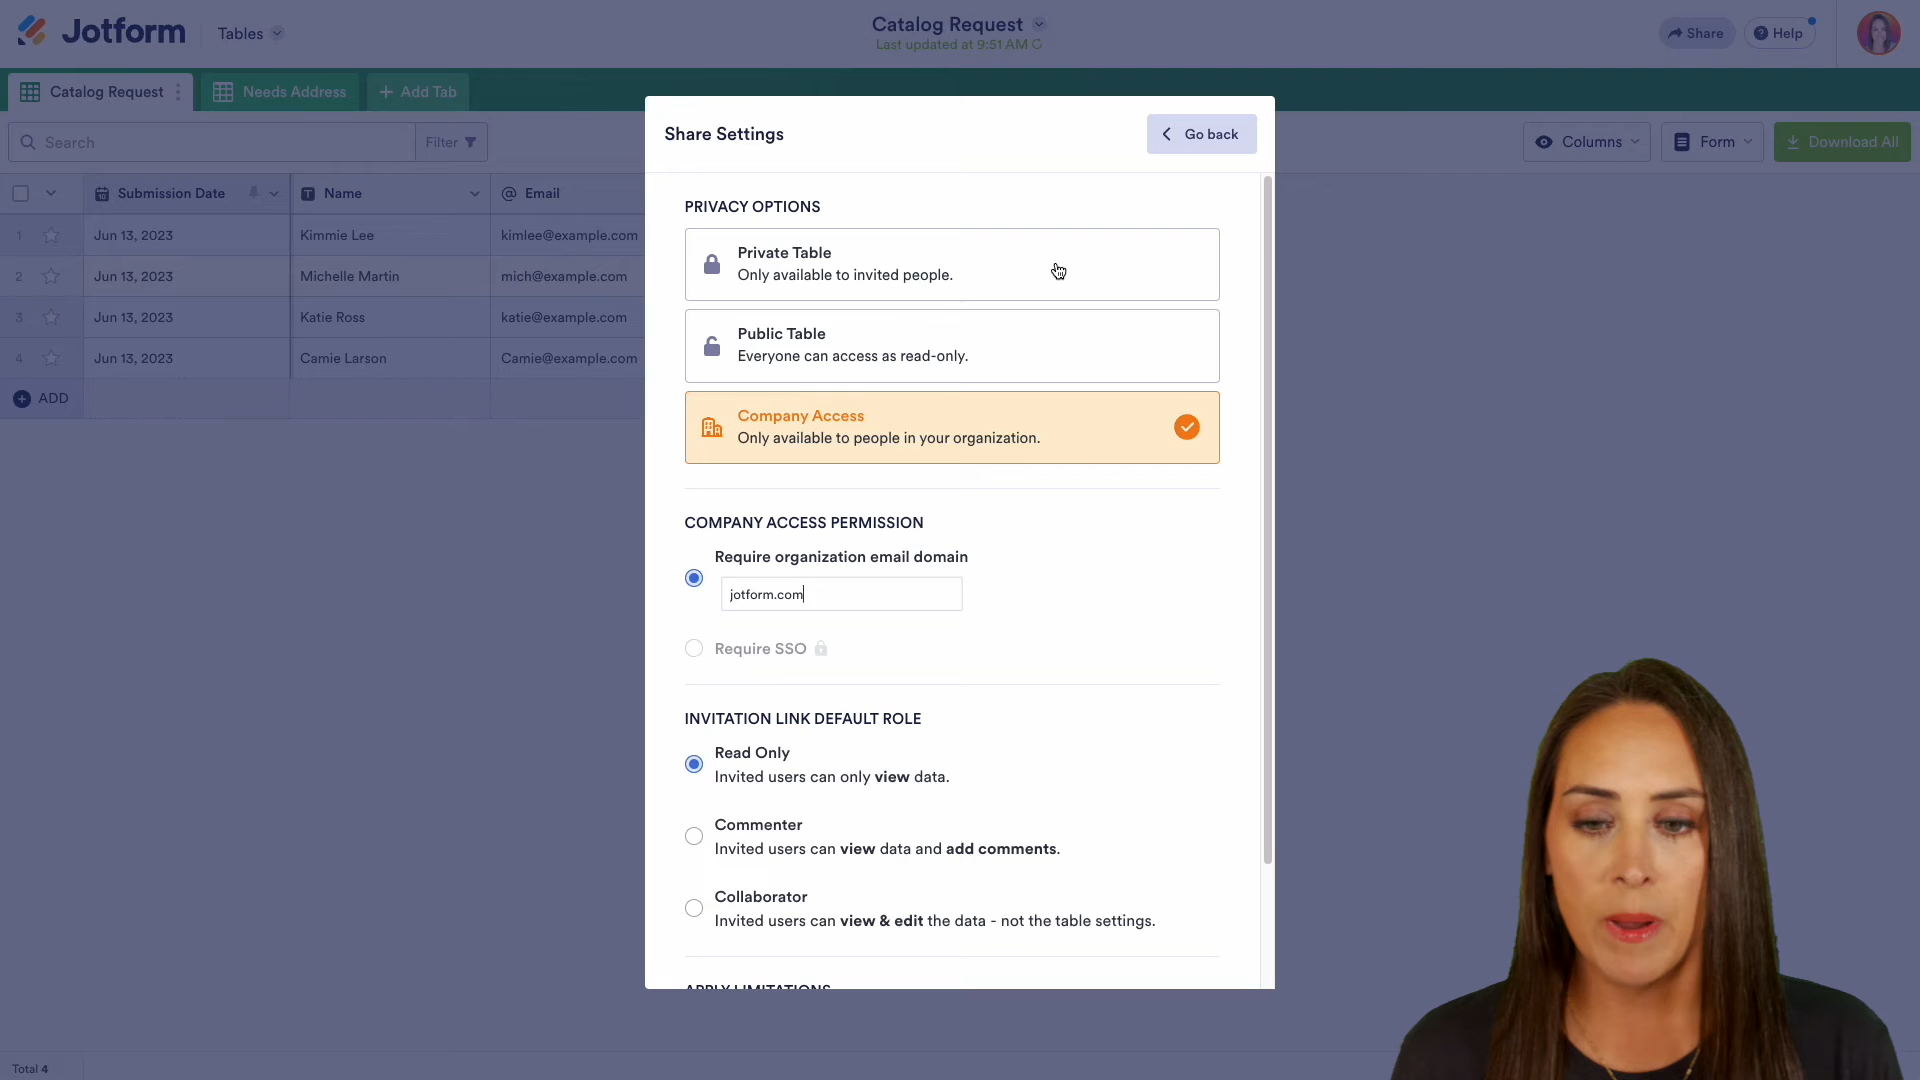 Jotform
Tables
Catalog Request
Last updated at 9:51 AM
Share
Help
Catalog Request
Needs Address
+ Add Tab
Search
Filter
Columns
Form
Download All
Submission Date
Name
@ Email
1 Jun 13, 2023 Kimmie Lee kimlee@example.com
2 Jun 13, 2023 Michelle Martin mich@example.com
3 Jun 13, 2023 Katie Ross katie@example.com
4 Jun 13, 2023 Camie Larson Camie@example.com
ADD
Total 4
Share Settings
Go back
PRIVACY OPTIONS
Private Table
Only available to invited people.
Public Table
Everyone can access as read-only.
Company Access
Only available to people in your organization.
COMPANY ACCESS PERMISSION
Require organization email domain
jotform.com
Require SSO
INVITATION LINK DEFAULT ROLE
Read Only
Invited users can only view data.
Commenter
Invited users can view data and add comments.
Collaborator
Invited users can view & edit the data - not the table settings.
APPLY LIMITATIONS